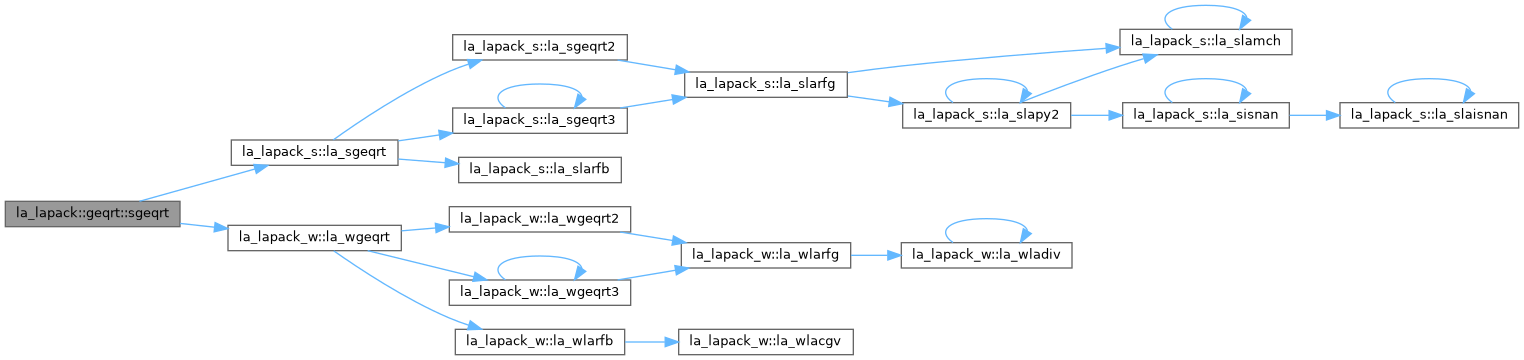 la_lapack::geqrt::sgeqrt
la_lapack_s::la_sgeqrt
la_lapack_s::la_sgeqrt2
la_lapack_s::la_sgeqrt3
la_lapack_s::la_slarfb
la_lapack_s::la_slarfg
la_lapack_s::la_slamch
la_lapack_s::la_slapy2
la_lapack_s::la_sisnan
la_lapack_s::la_slaisnan
la_lapack_w::la_wgeqrt
la_lapack_w::la_wgeqrt2
la_lapack_w::la_wgeqrt3
la_lapack_w::la_wlarfb
la_lapack_w::la_wlarfg
la_lapack_w::la_wladiv
la_lapack_w::la_wlacgv